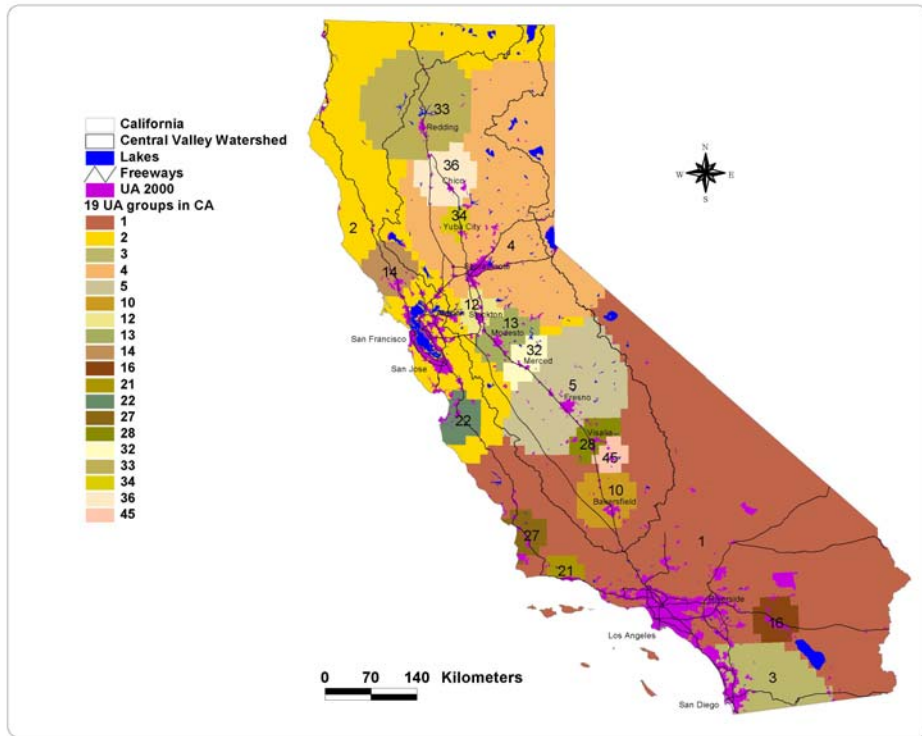 California
Central Valley Watershed
Lakes
Freeways
UA 2000
19 UA groups in CA
1
2
3
4
5
10
12
13
14
16
21
22
27
28
32
33
34
36
45
N
W E
S
0 70 140 Kilometers
33
Redding
36
Chico
34
Yuba City
2
4
14
12
Stockton
13
Modesto
San Francisco
32
Merced
San Jose
5
Fresno
22
Visalia
28
45
10
Bakersfield
27
1
21
Riverside
16
Los Angeles
3
San Diego